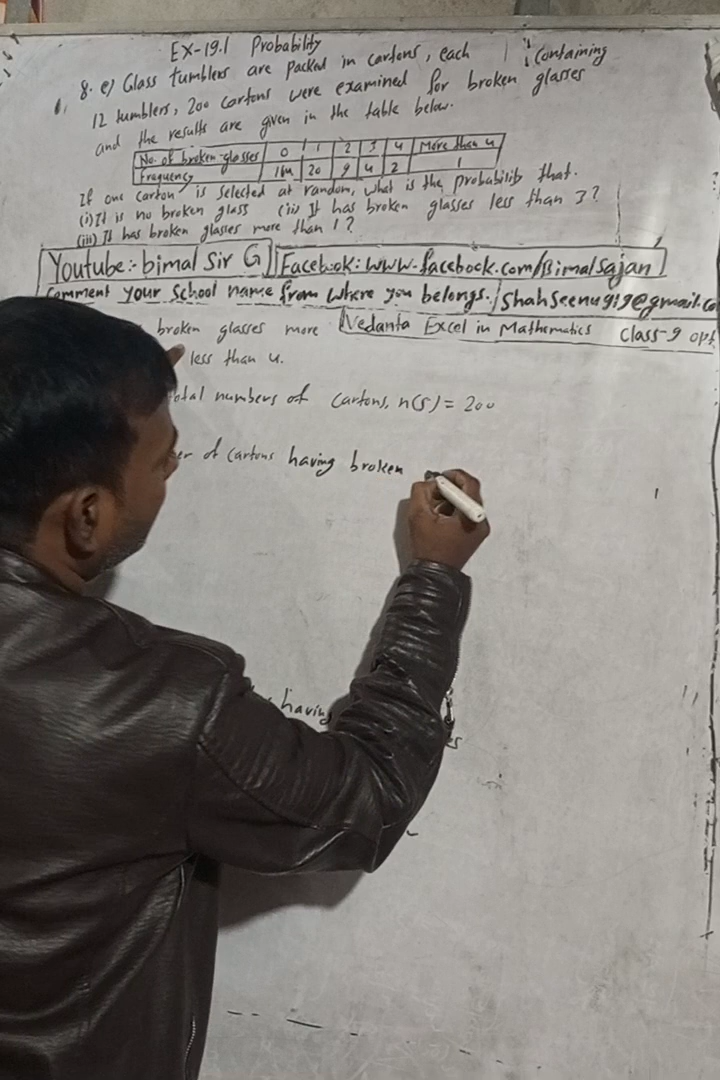 EX-19.1 Probability
8. e) Glass tumblers are packed in cartons, each containing
12 tumblers, 200 cartons were examined for broken glasses
and the results are given in the table below.
No. of broken glasses 0 1 2 3 4 More than 4
Frequency 164 20 9 4 2 1
If one carton is selected at random, what is the probability that.
(i) It is no broken glass (ii) It has broken glasses less than 3?
(iii) It has broken glasses more than 1?
Youtube:- bimal Sir G Facebook: www.facebook.com/Bimalsajan
Comment your School name from where you belongs. shahseenu919@gmail.co
broken glasses more Vedanta Excel in Mathematics Class-9 opt
less than 4.
numbers of cartons, n(S) = 200
of cartons having broken
having